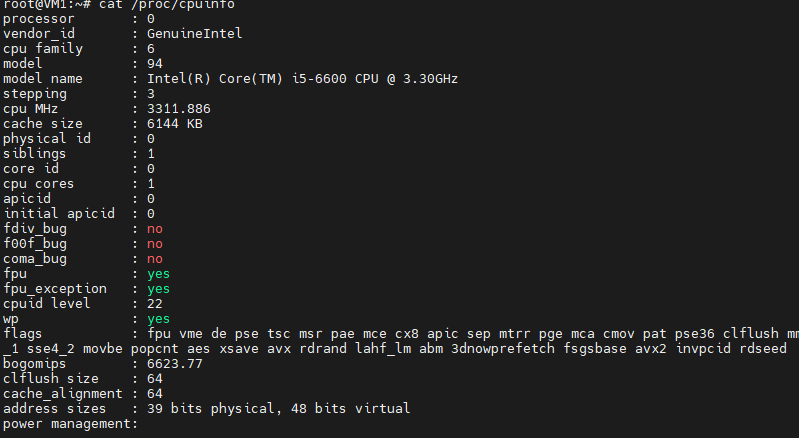 root@VM1:~# cat /proc/cpuinfo
processor : 0
vendor_id : GenuineIntel
cpu family : 6
model : 94
model name : Intel(R) Core(TM) i5-6600 CPU @ 3.30GHz
stepping : 3
cpu MHz : 3311.886
cache size : 6144 KB
physical id : 0
siblings : 1
core id : 0
cpu cores : 1
apicid : 0
initial apicid : 0
fdiv_bug : no
f00f_bug : no
coma_bug : no
fpu : yes
fpu_exception : yes
cpuid level : 22
wp : yes
flags : fpu vme de pse tsc msr pae mce cx8 apic sep mtrr pge mca cmov pat pse36 clflush
_1 sse4_2 movbe popcnt aes xsave avx rdrand lahf_lm abm 3dnowprefetch fsgsbase avx2 invpcid rdseed
bogomips : 6623.77
clflush size : 64
cache_alignment : 64
address sizes : 39 bits physical, 48 bits virtual
power management: